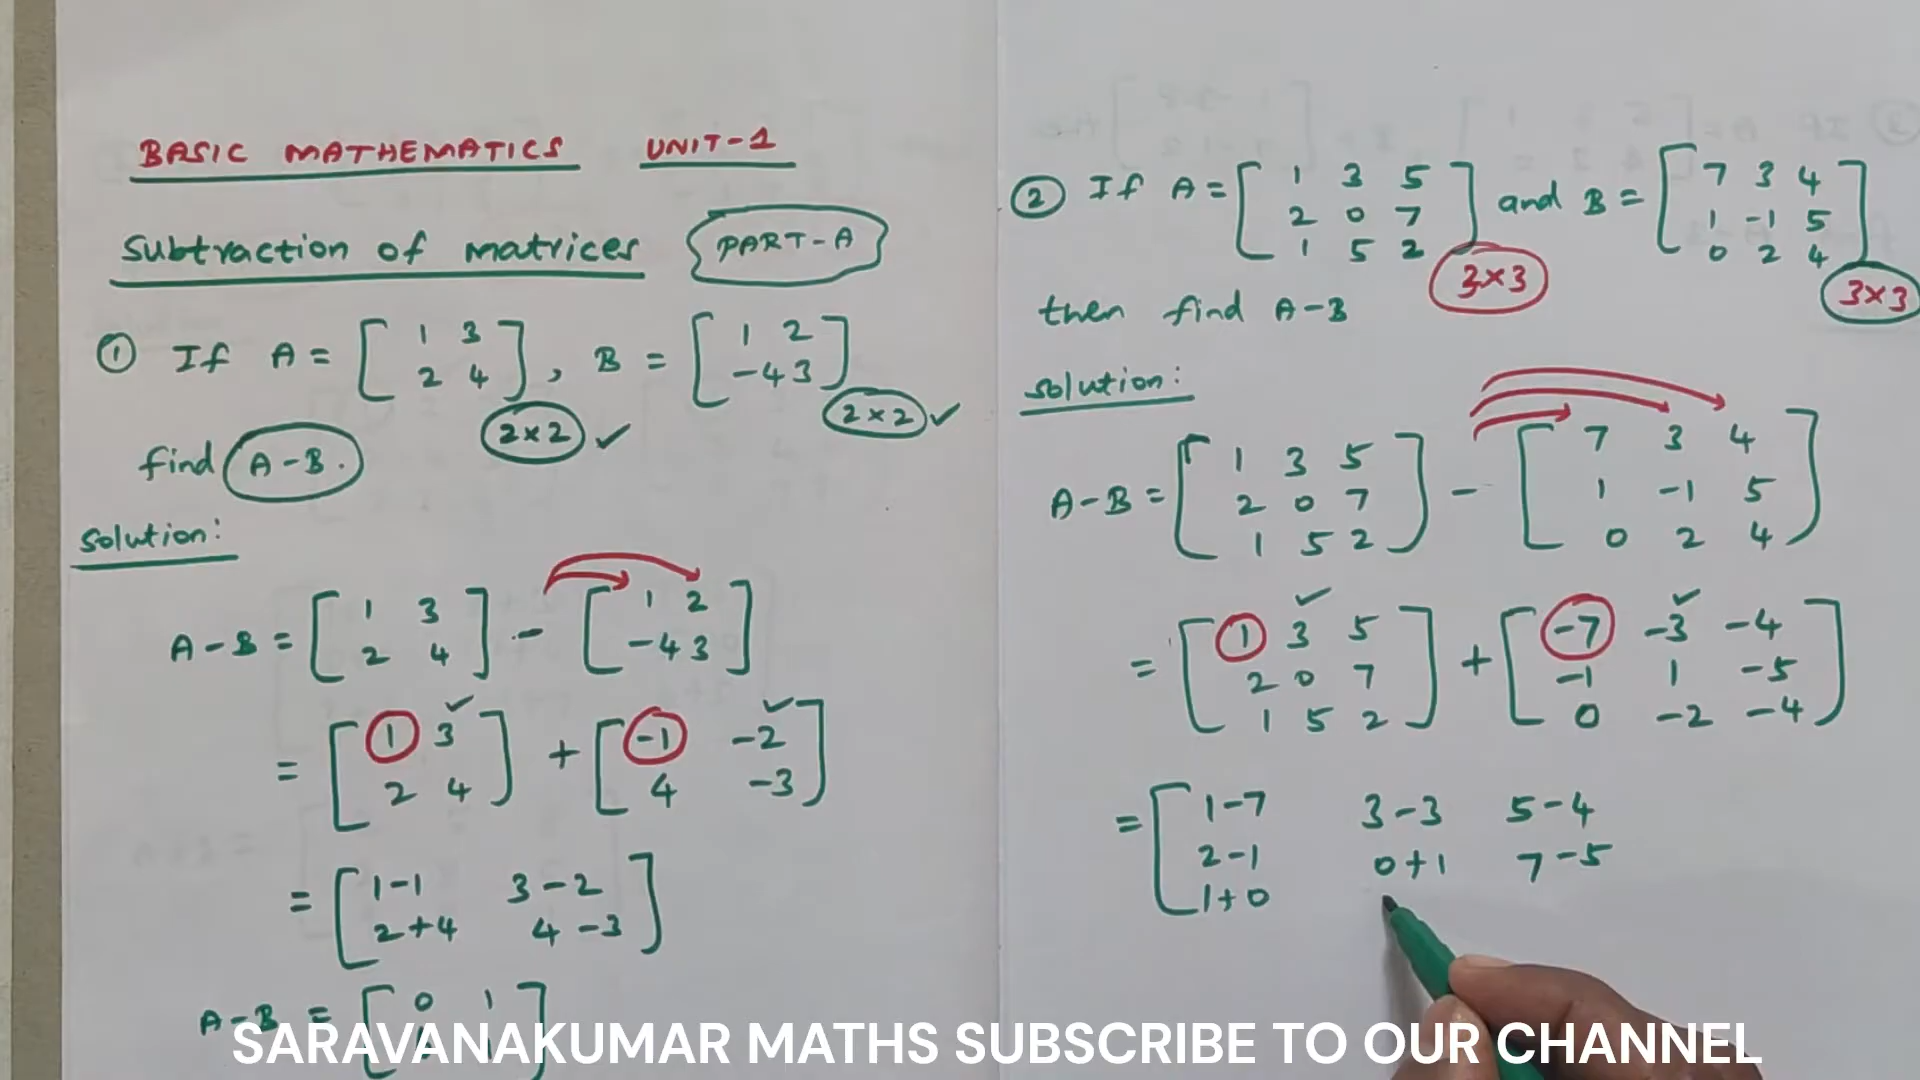 BASIC MATHEMATICS UNIT-1
Subtraction of matrices PART-A
① If A = [ 1 3 ], B = [ 1 2 ]
2 4 -4 3
2×2 ✓ 2×2 ✓
find A-B.
Solution:
A-B = [ 1 3 ] - [ 1 2 ]
2 4 -4 3
= [ 1 3 ✓ ] + [ -1 -2 ✓ ]
2 4 4 -3
= [ 1-1 3-2 ]
2+4 4-3
A-B = [ 0 1 ]
② If A = [ 1 3 5 ] and B = [ 7 3 4 ]
2 0 7 1 -1 5
1 5 2 0 2 4
3×3 3×3
then find A-B
Solution:
A-B = [ 1 3 5 ] - [ 7 3 4 ]
2 0 7 1 -1 5
1 5 2 0 2 4
= [ 1 3 ✓ 5 ] + [ -7 -3 ✓ -4 ]
2 0 7 -1 1 -5
1 5 2 0 -2 -4
= [ 1-7 3-3 5-4
2-1 0+1 7-5
1+0
SARAVANAKUMAR MATHS SUBSCRIBE TO OUR CHANNEL